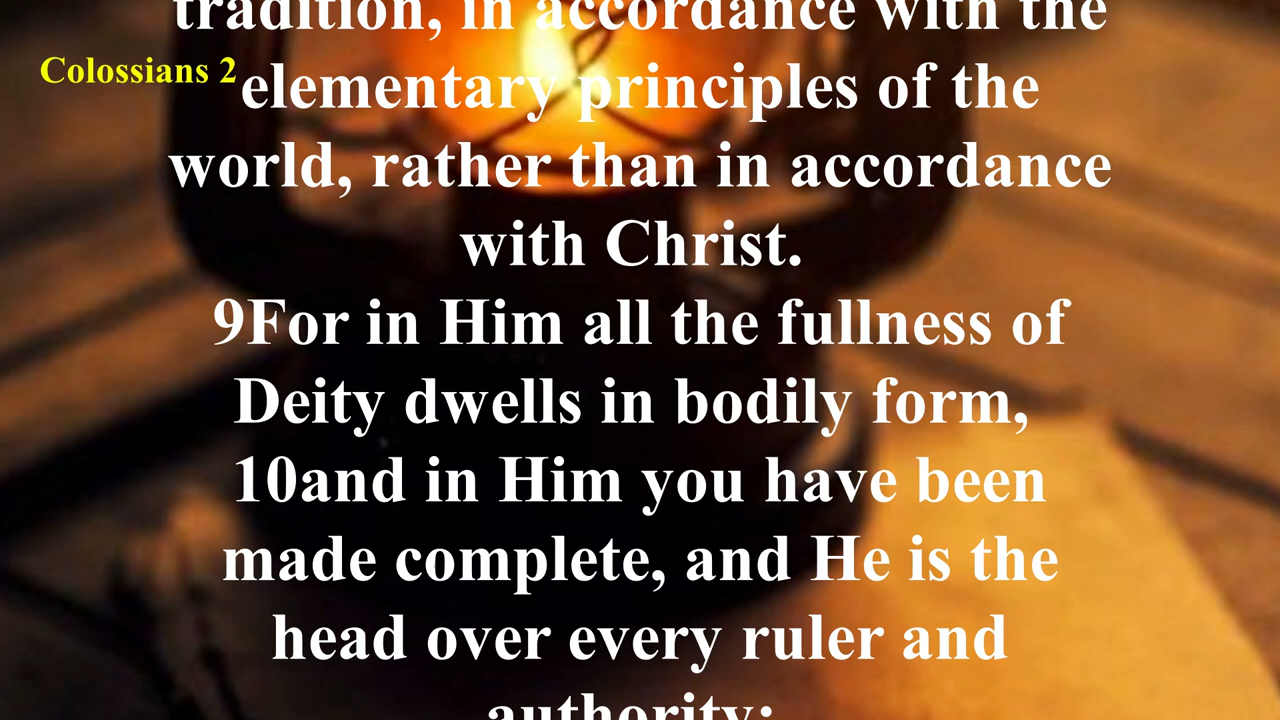 tradition, in accordance with the
Colossians 2
elementary principles of the
world, rather than in accordance
with Christ.
9For in Him all the fullness of
Deity dwells in bodily form,
10and in Him you have been
made complete, and He is the
head over every ruler and
authority;